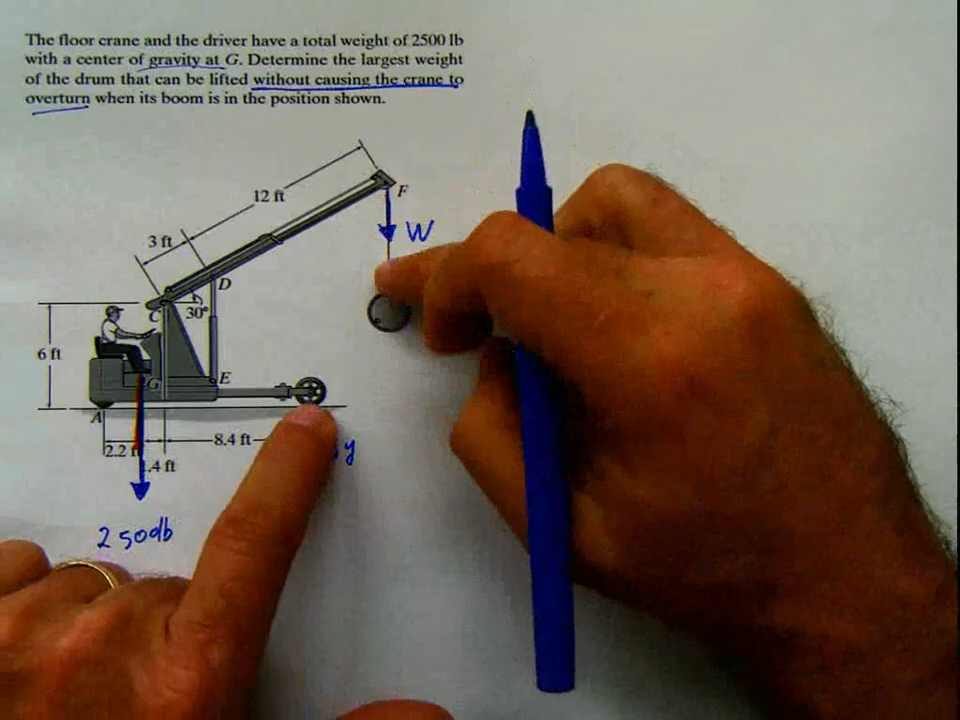 The floor crane and the driver have a total weight of 2500 lb
with a center of gravity at G. Determine the largest weight
of the drum that can be lifted without causing the crane to
overturn when its boom is in the position shown.
12 ft
F
3 ft
W
D
C
30°
6 ft
G
E
A
2.2 f
8.4 ft
y
1.4 ft
2500lb